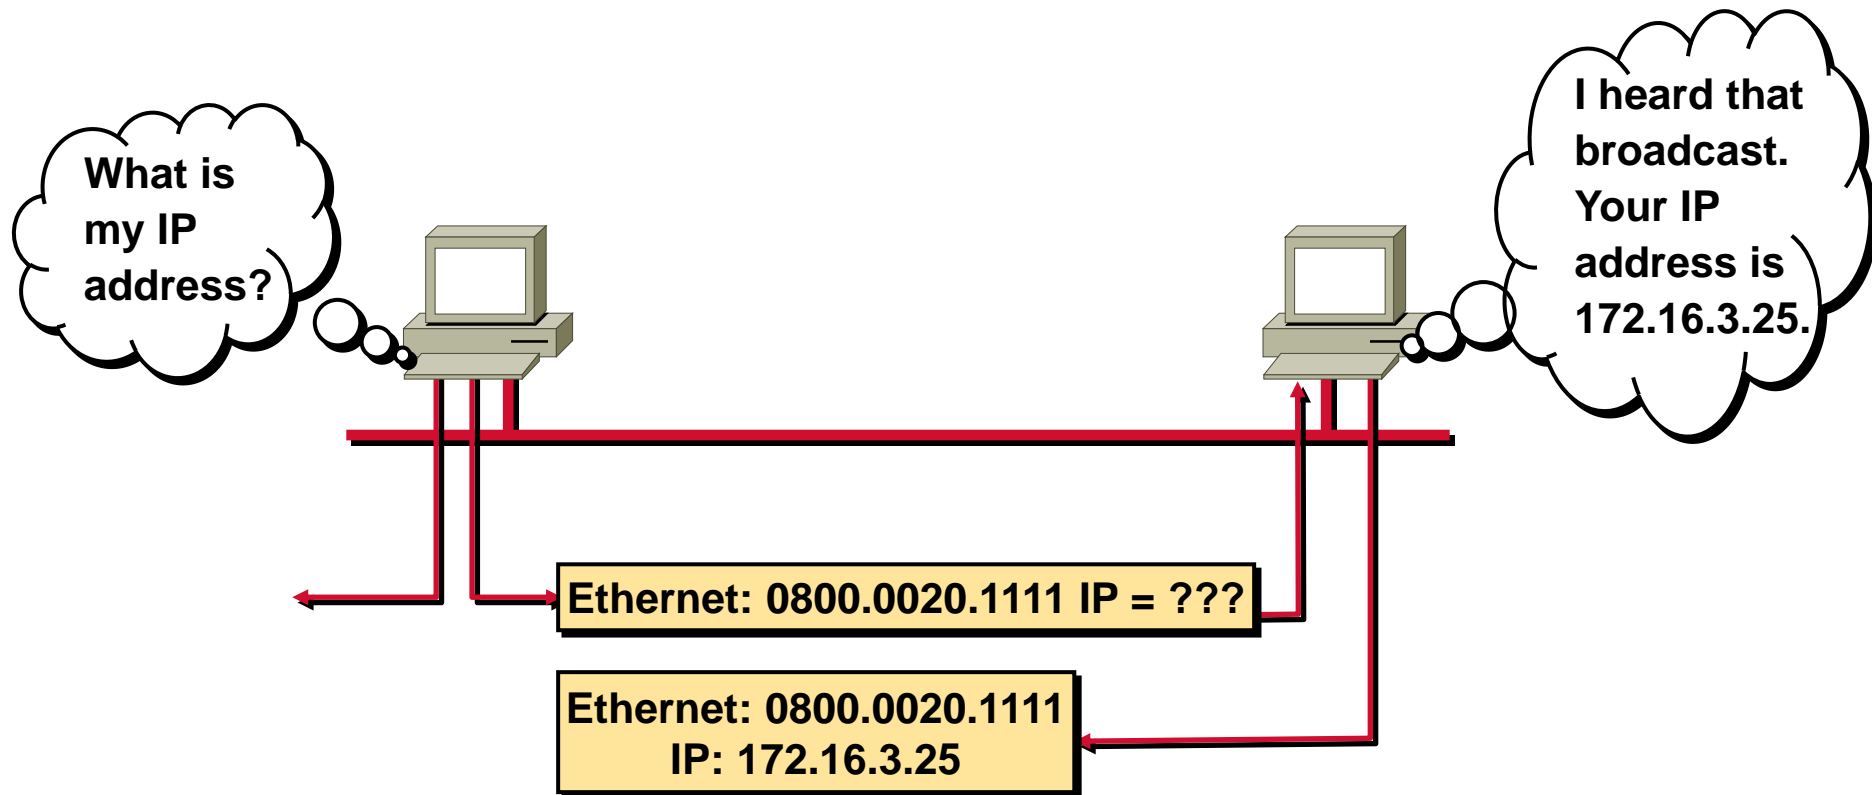 What is
my IP
address?
I heard that
broadcast.
Your IP
address is
172.16.3.25.
Ethernet: 0800.0020.1111 IP = ???
Ethernet: 0800.0020.1111
IP: 172.16.3.25